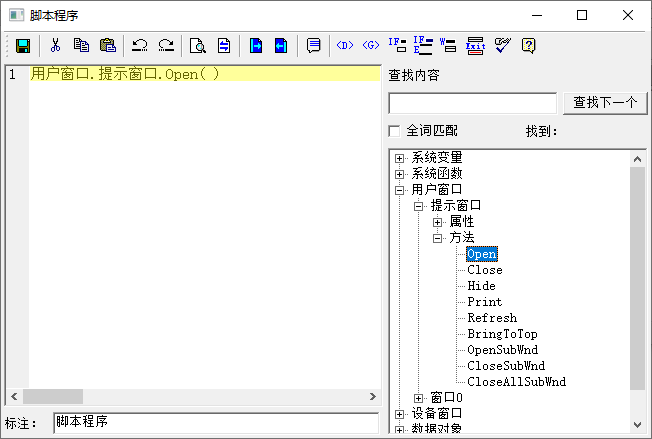 脚本程序
<D> <G> IF IF E W Exit
1 用户窗口.提示窗口.Open( )
查找内容
查找下一个
全词匹配 找到:
系统变量
系统函数
用户窗口
提示窗口
属性
方法
Open
Close
Hide
Print
Refresh
BringToTop
OpenSubWnd
CloseSubWnd
CloseAllSubWnd
窗口0
设备窗口
数据对象
标注: 脚本程序